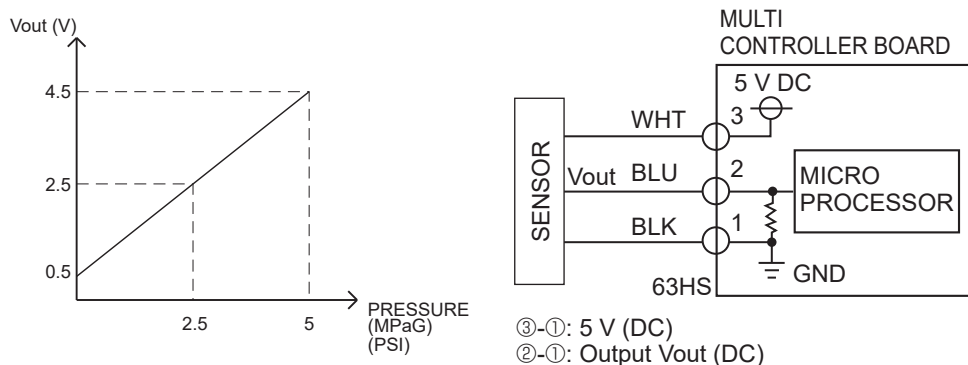 Vout (V)
4.5
2.5
0.5
2.5
5
PRESSURE
(MPaG)
(PSI)
MULTI
CONTROLLER BOARD
5 V DC
SENSOR
WHT
3
Vout
BLU
2
BLK
1
MICRO
PROCESSOR
GND
63HS
③-①: 5 V (DC)
②-①: Output Vout (DC)